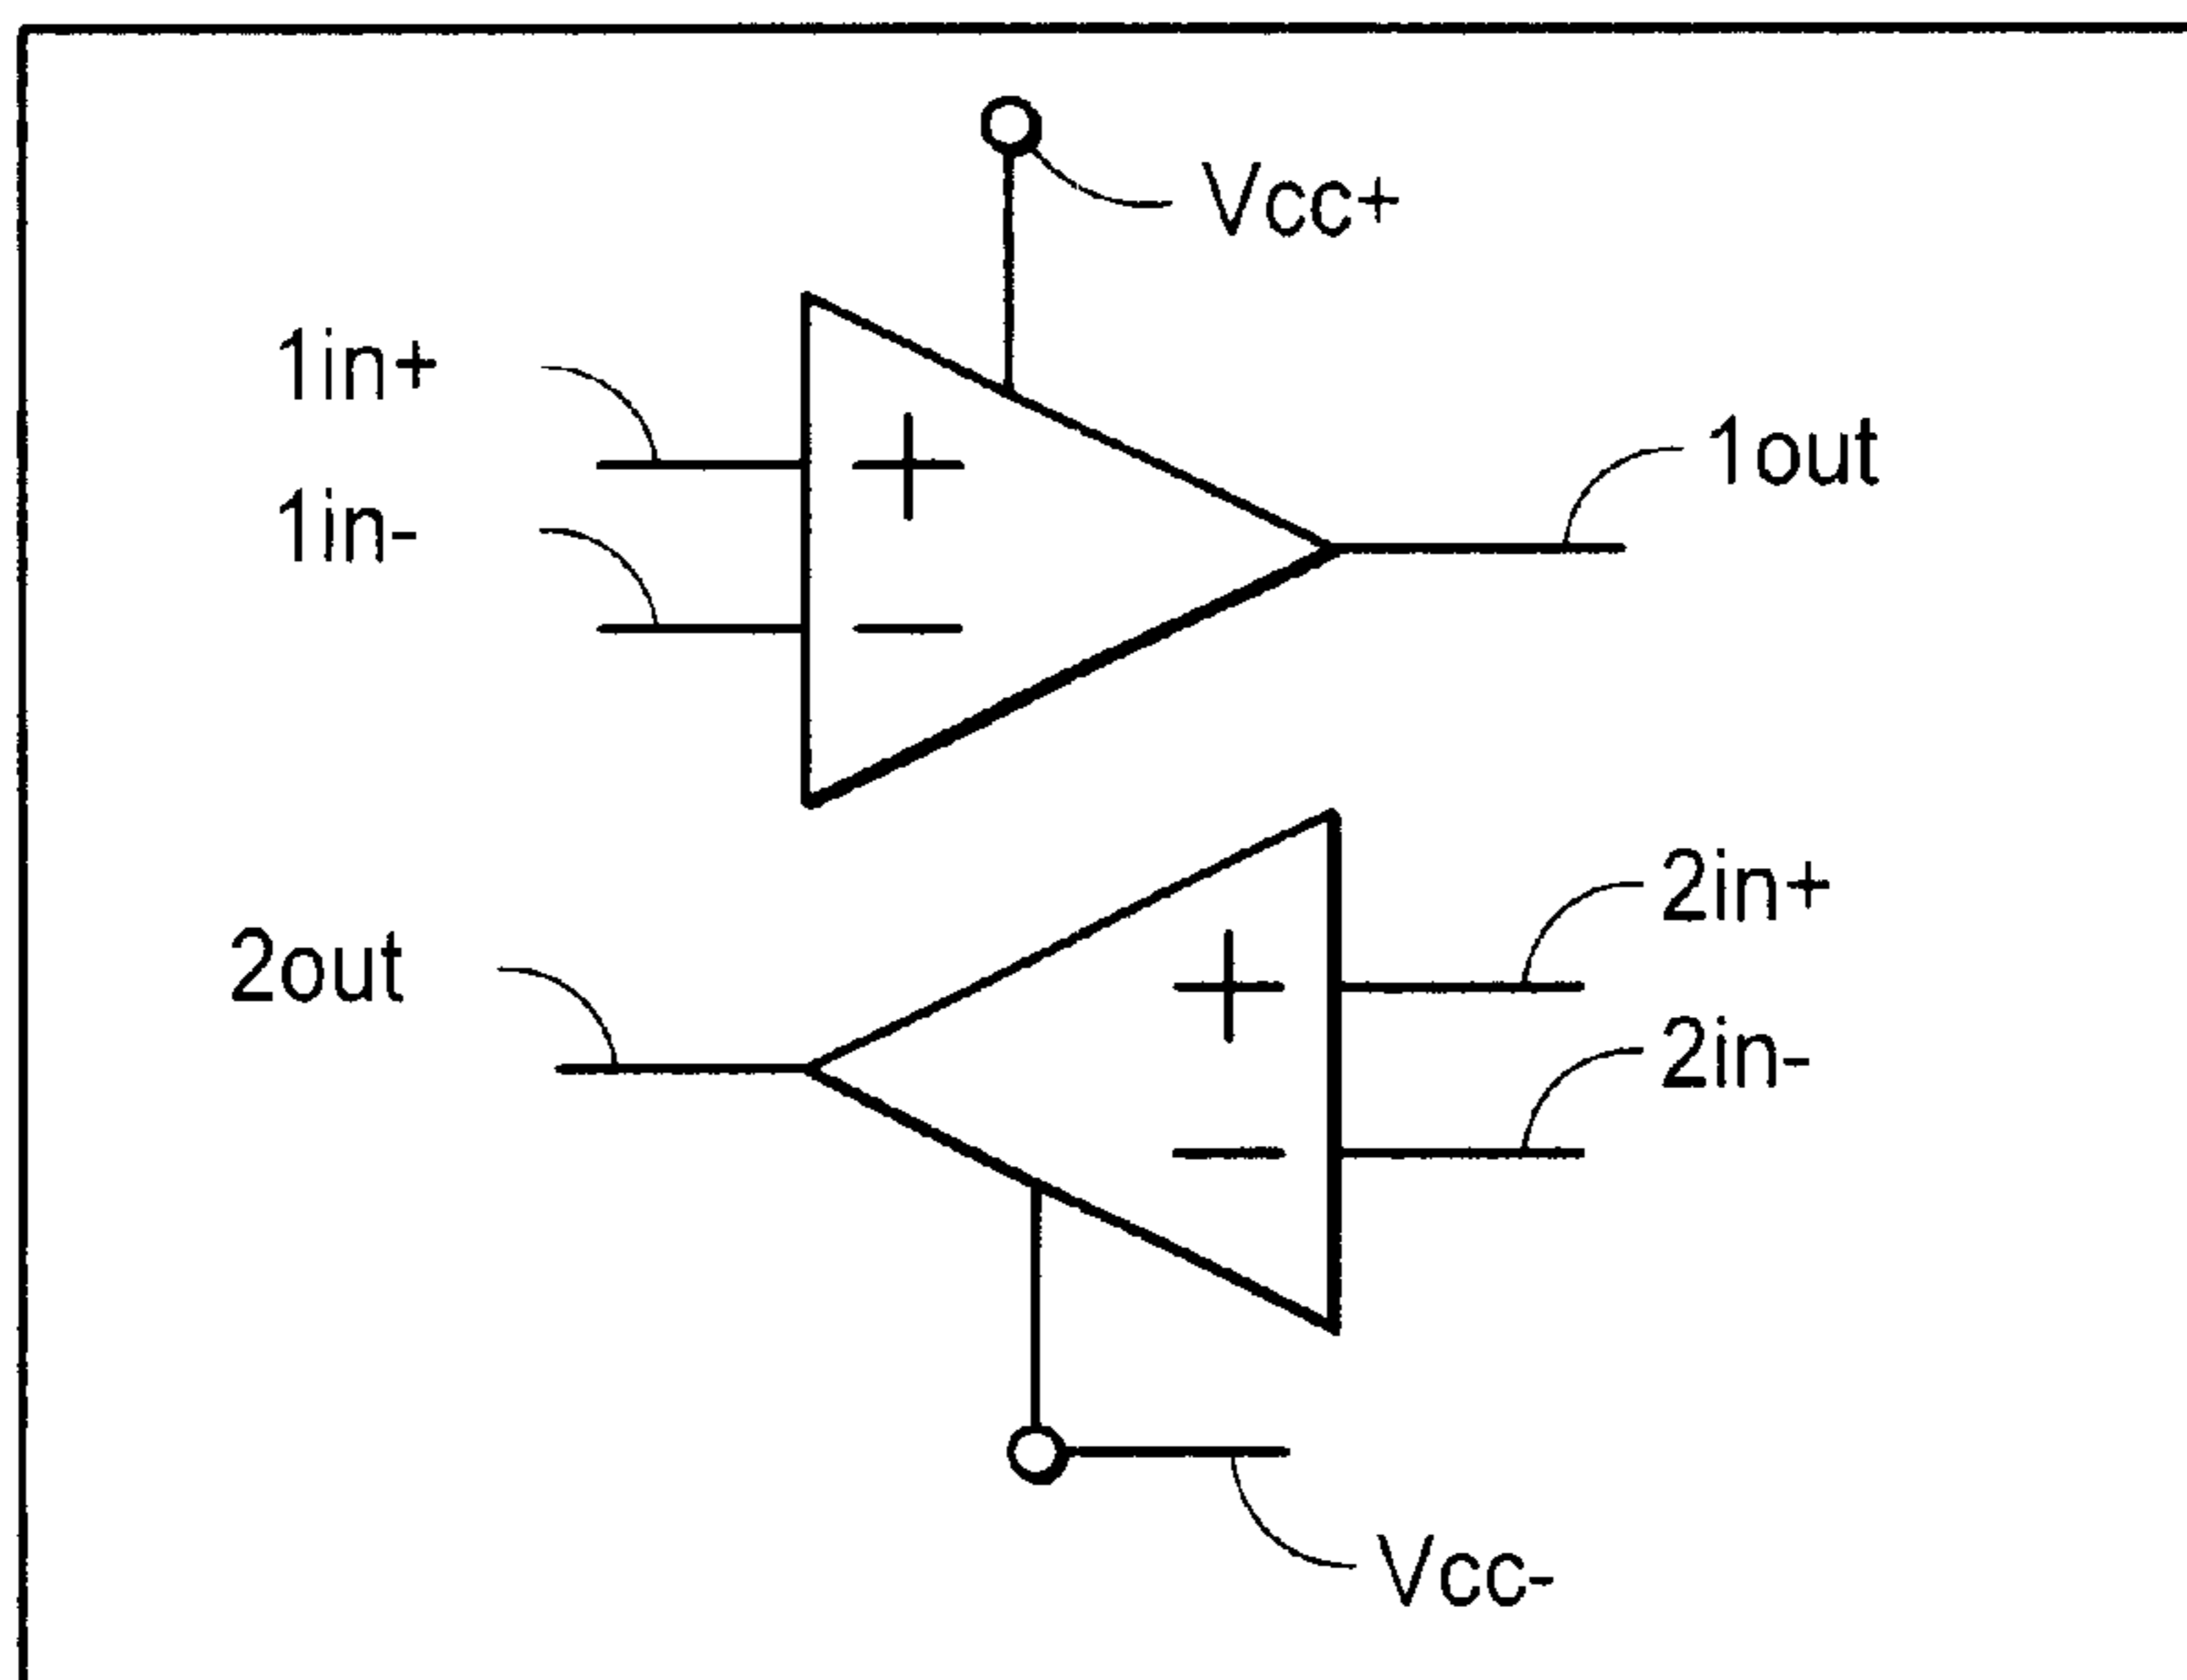 Vcc+
1in+
1in-
1out
2in+
2out
2in-
Vcc-